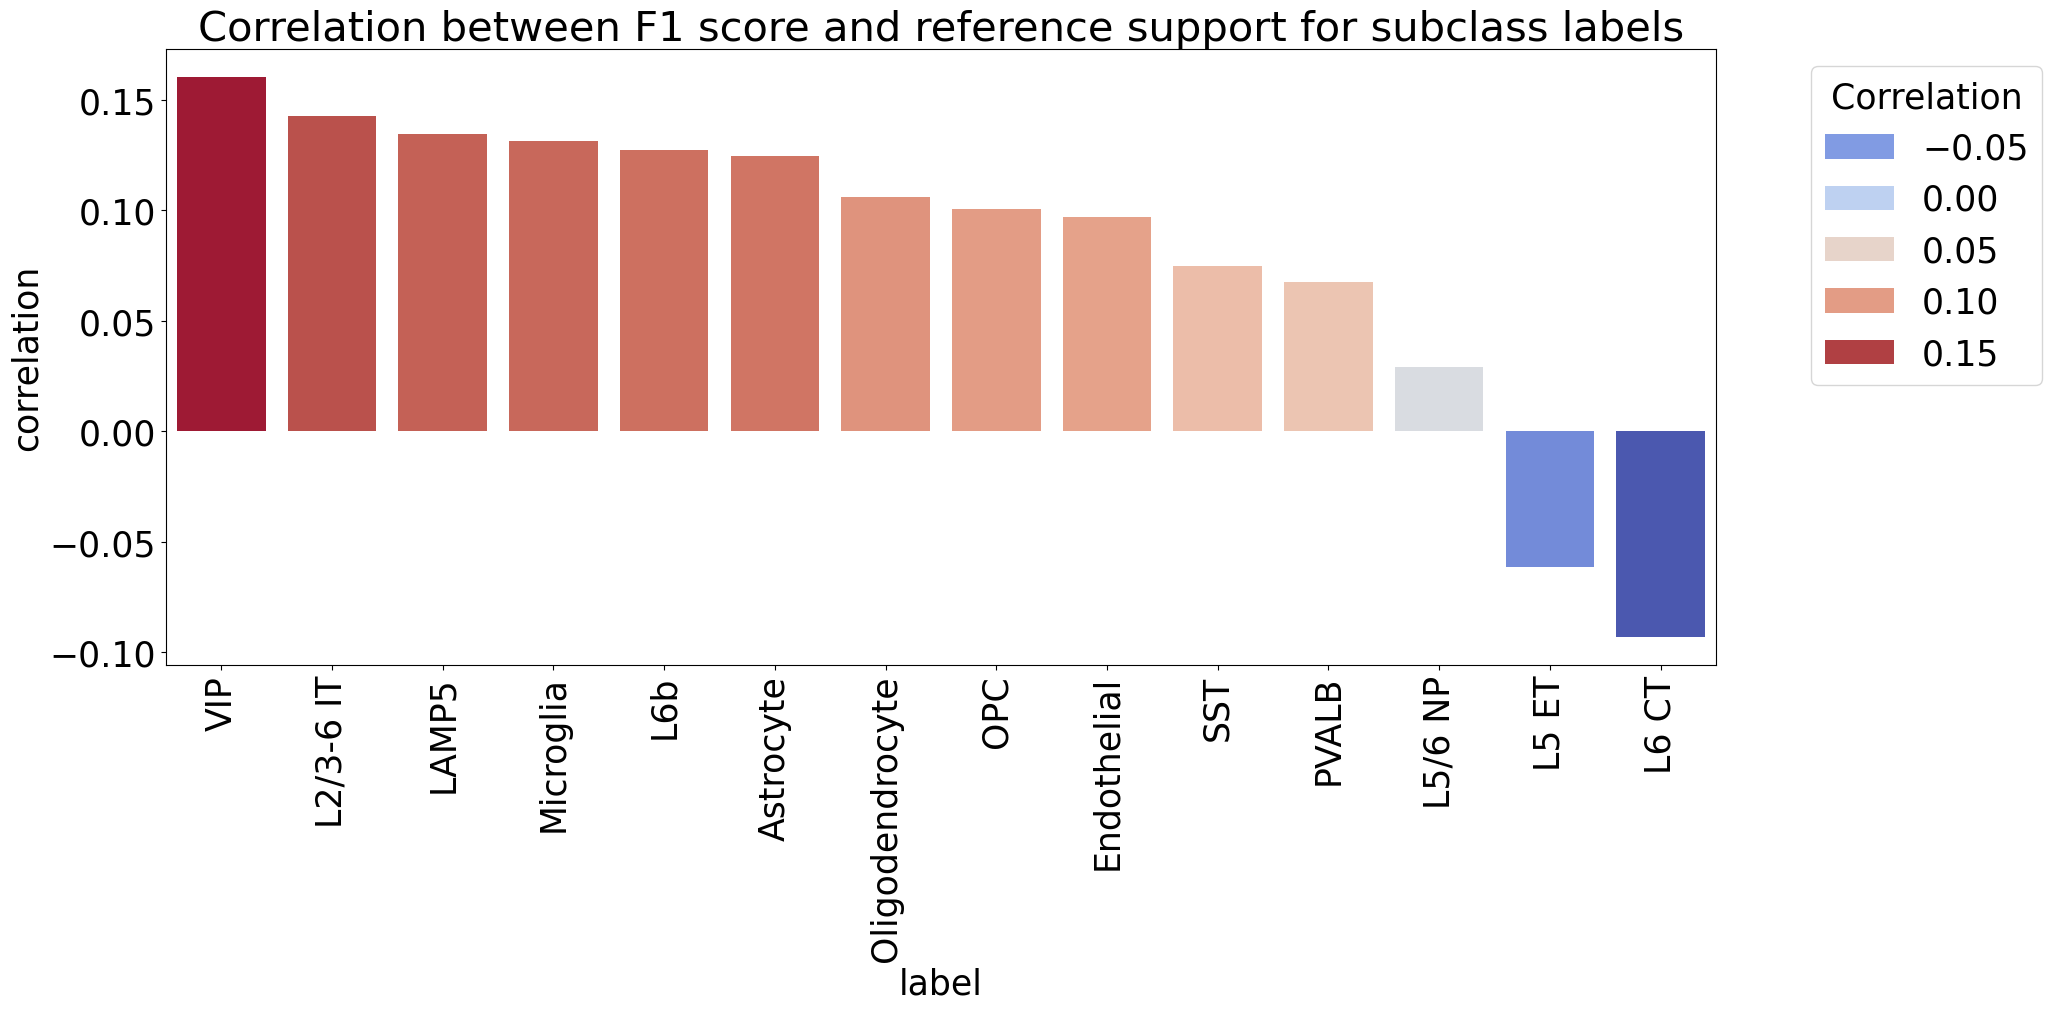 Correlation between F1 score and reference support for subclass labels
correlation
0.15
0.10
0.05
0.00
−0.05
−0.10
VIP
L2/3-6 IT
LAMP5
Microglia
L6b
Astrocyte
Oligodendrocyte
OPC
Endothelial
SST
PVALB
L5/6 NP
L5 ET
L6 CT
label
Correlation
−0.05
0.00
0.05
0.10
0.15